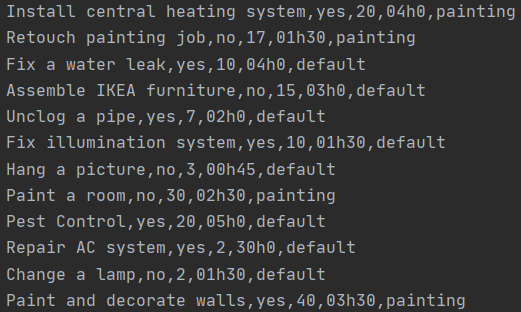 Install central heating system,yes,20,04h0,painting
Retouch painting job,no,17,01h30,painting
Fix a water leak,yes,10,04h0,default
Assemble IKEA furniture,no,15,03h0,default
Unclog a pipe,yes,7,02h0,default
Fix illumination system,yes,10,01h30,default
Hang a picture,no,3,00h45,default
Paint a room,no,30,02h30,painting
Pest Control,yes,20,05h0,default
Repair AC system,yes,2,30h0,default
Change a lamp,no,2,01h30,default
Paint and decorate walls,yes,40,03h30,painting